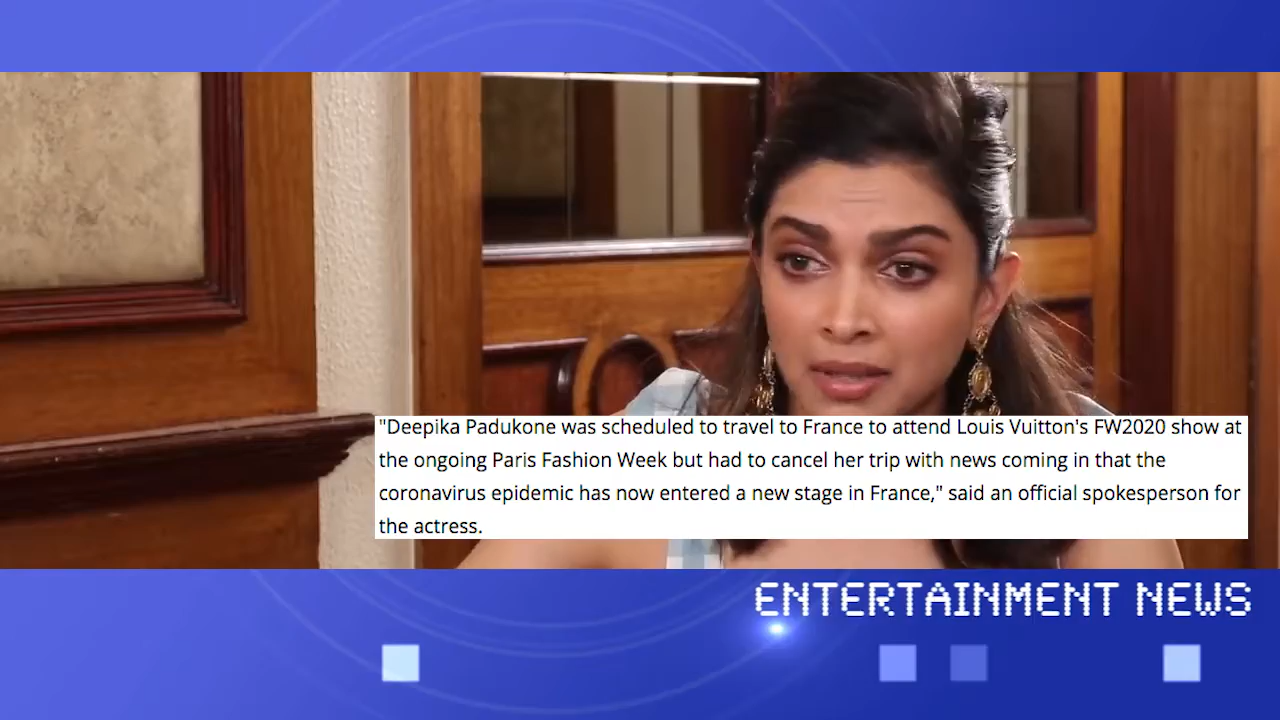 "Deepika Padukone was scheduled to travel to France to attend Louis Vuitton's FW2020 show at
the ongoing Paris Fashion Week but had to cancel her trip with news coming in that the
coronavirus epidemic has now entered a new stage in France," said an official spokesperson for
the actress.
ENTERTAINMENT NEWS